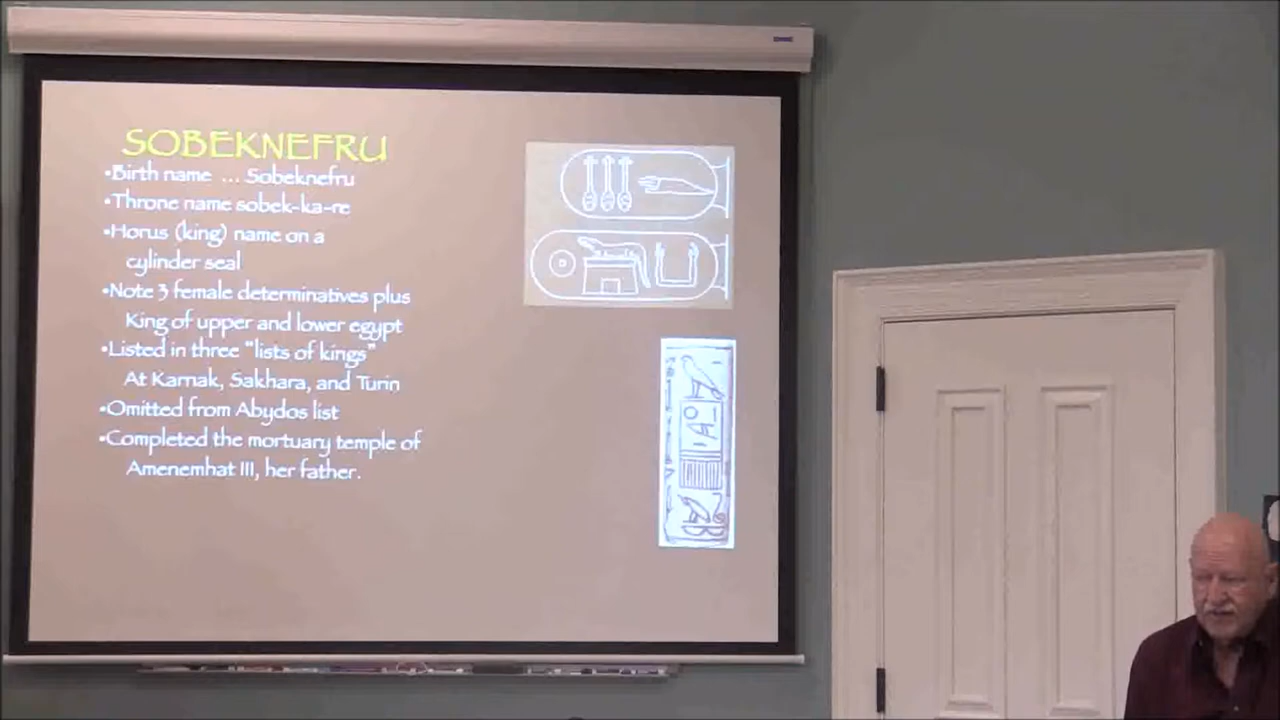 SOBEKNEFRU
•Birth name ... Sobeknefru
•Throne name sobek-ka-re
•Horus (king) name on a
cylinder seal
•Note 3 female determinatives plus
King of upper and lower egypt
•Listed in three "lists of kings"
At Karnak, Sakhara, and Turin
•Omitted from Abydos list
•Completed the mortuary temple of
Amenemhat III, her father.